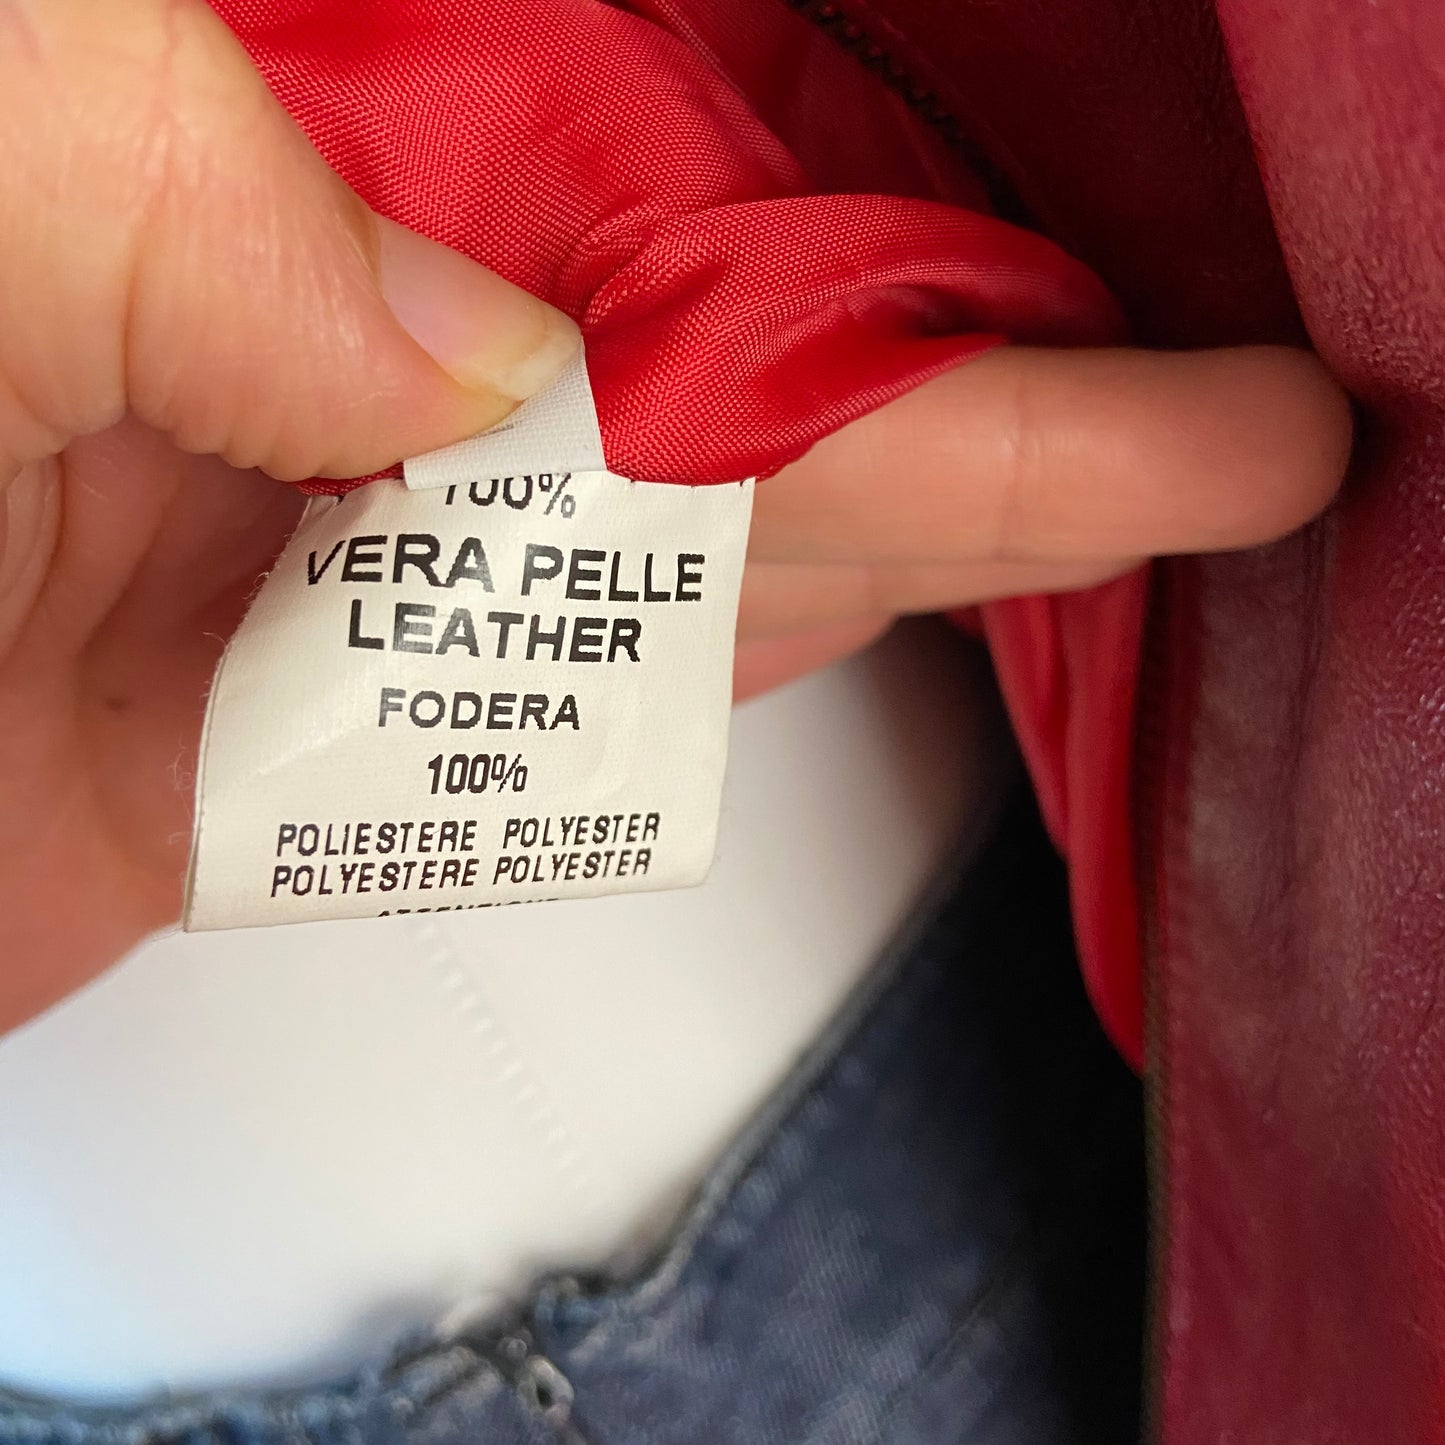 100%
VERA PELLE
LEATHER
FODERA
100%
POLIESTERE POLYESTER
POLYESTERE POLYESTER